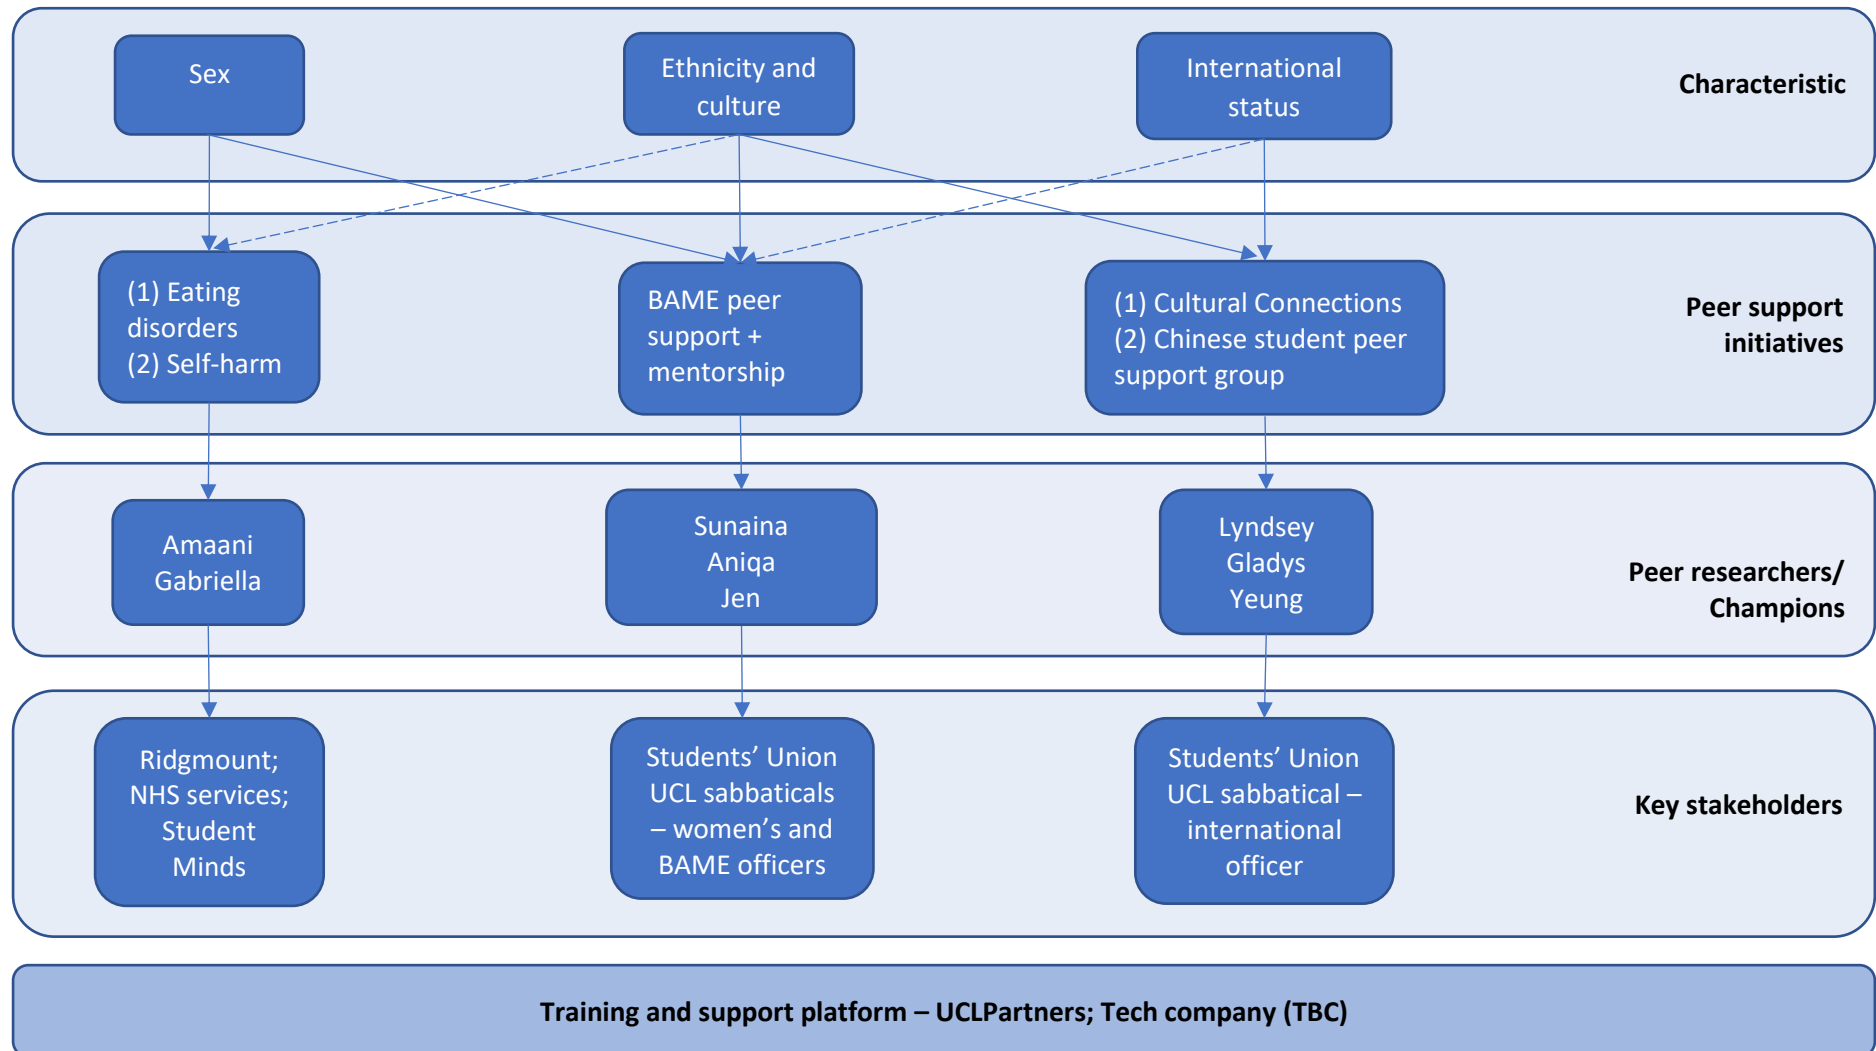 Sex
Ethnicity and
culture
International
status
Characteristic
(1) Eating
disorders
(2) Self-harm
BAME peer
support +
mentorship
(1) Cultural Connections
(2) Chinese student peer
support group
Peer support
initiatives
Amaani
Gabriella
Sunaina
Aniqa
Jen
Lyndsey
Gladys
Yeung
Peer researchers/
Champions
Ridgmount;
NHS services;
Student
Minds
Students’ Union
UCL sabbaticals
– women’s and
BAME officers
Students’ Union
UCL sabbatical –
international
officer
Key stakeholders
Training and support platform – UCLPartners; Tech company (TBC)